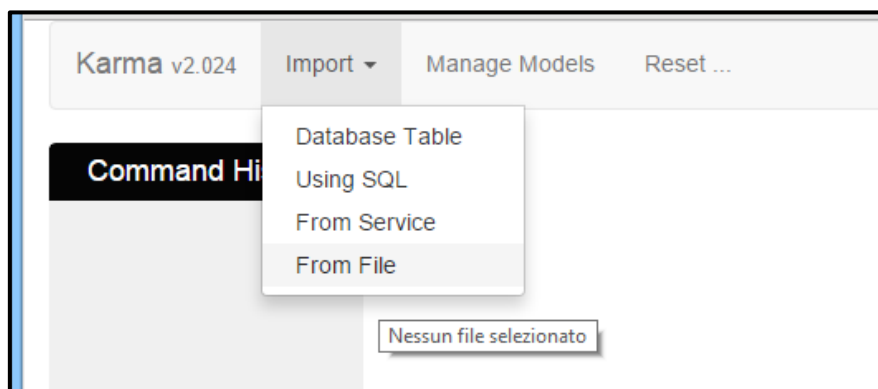 Karma v2.024 Import Manage Models Reset ...
Database Table
Command Hi
Using SQL
From Service
From File
Nessun file selezionato